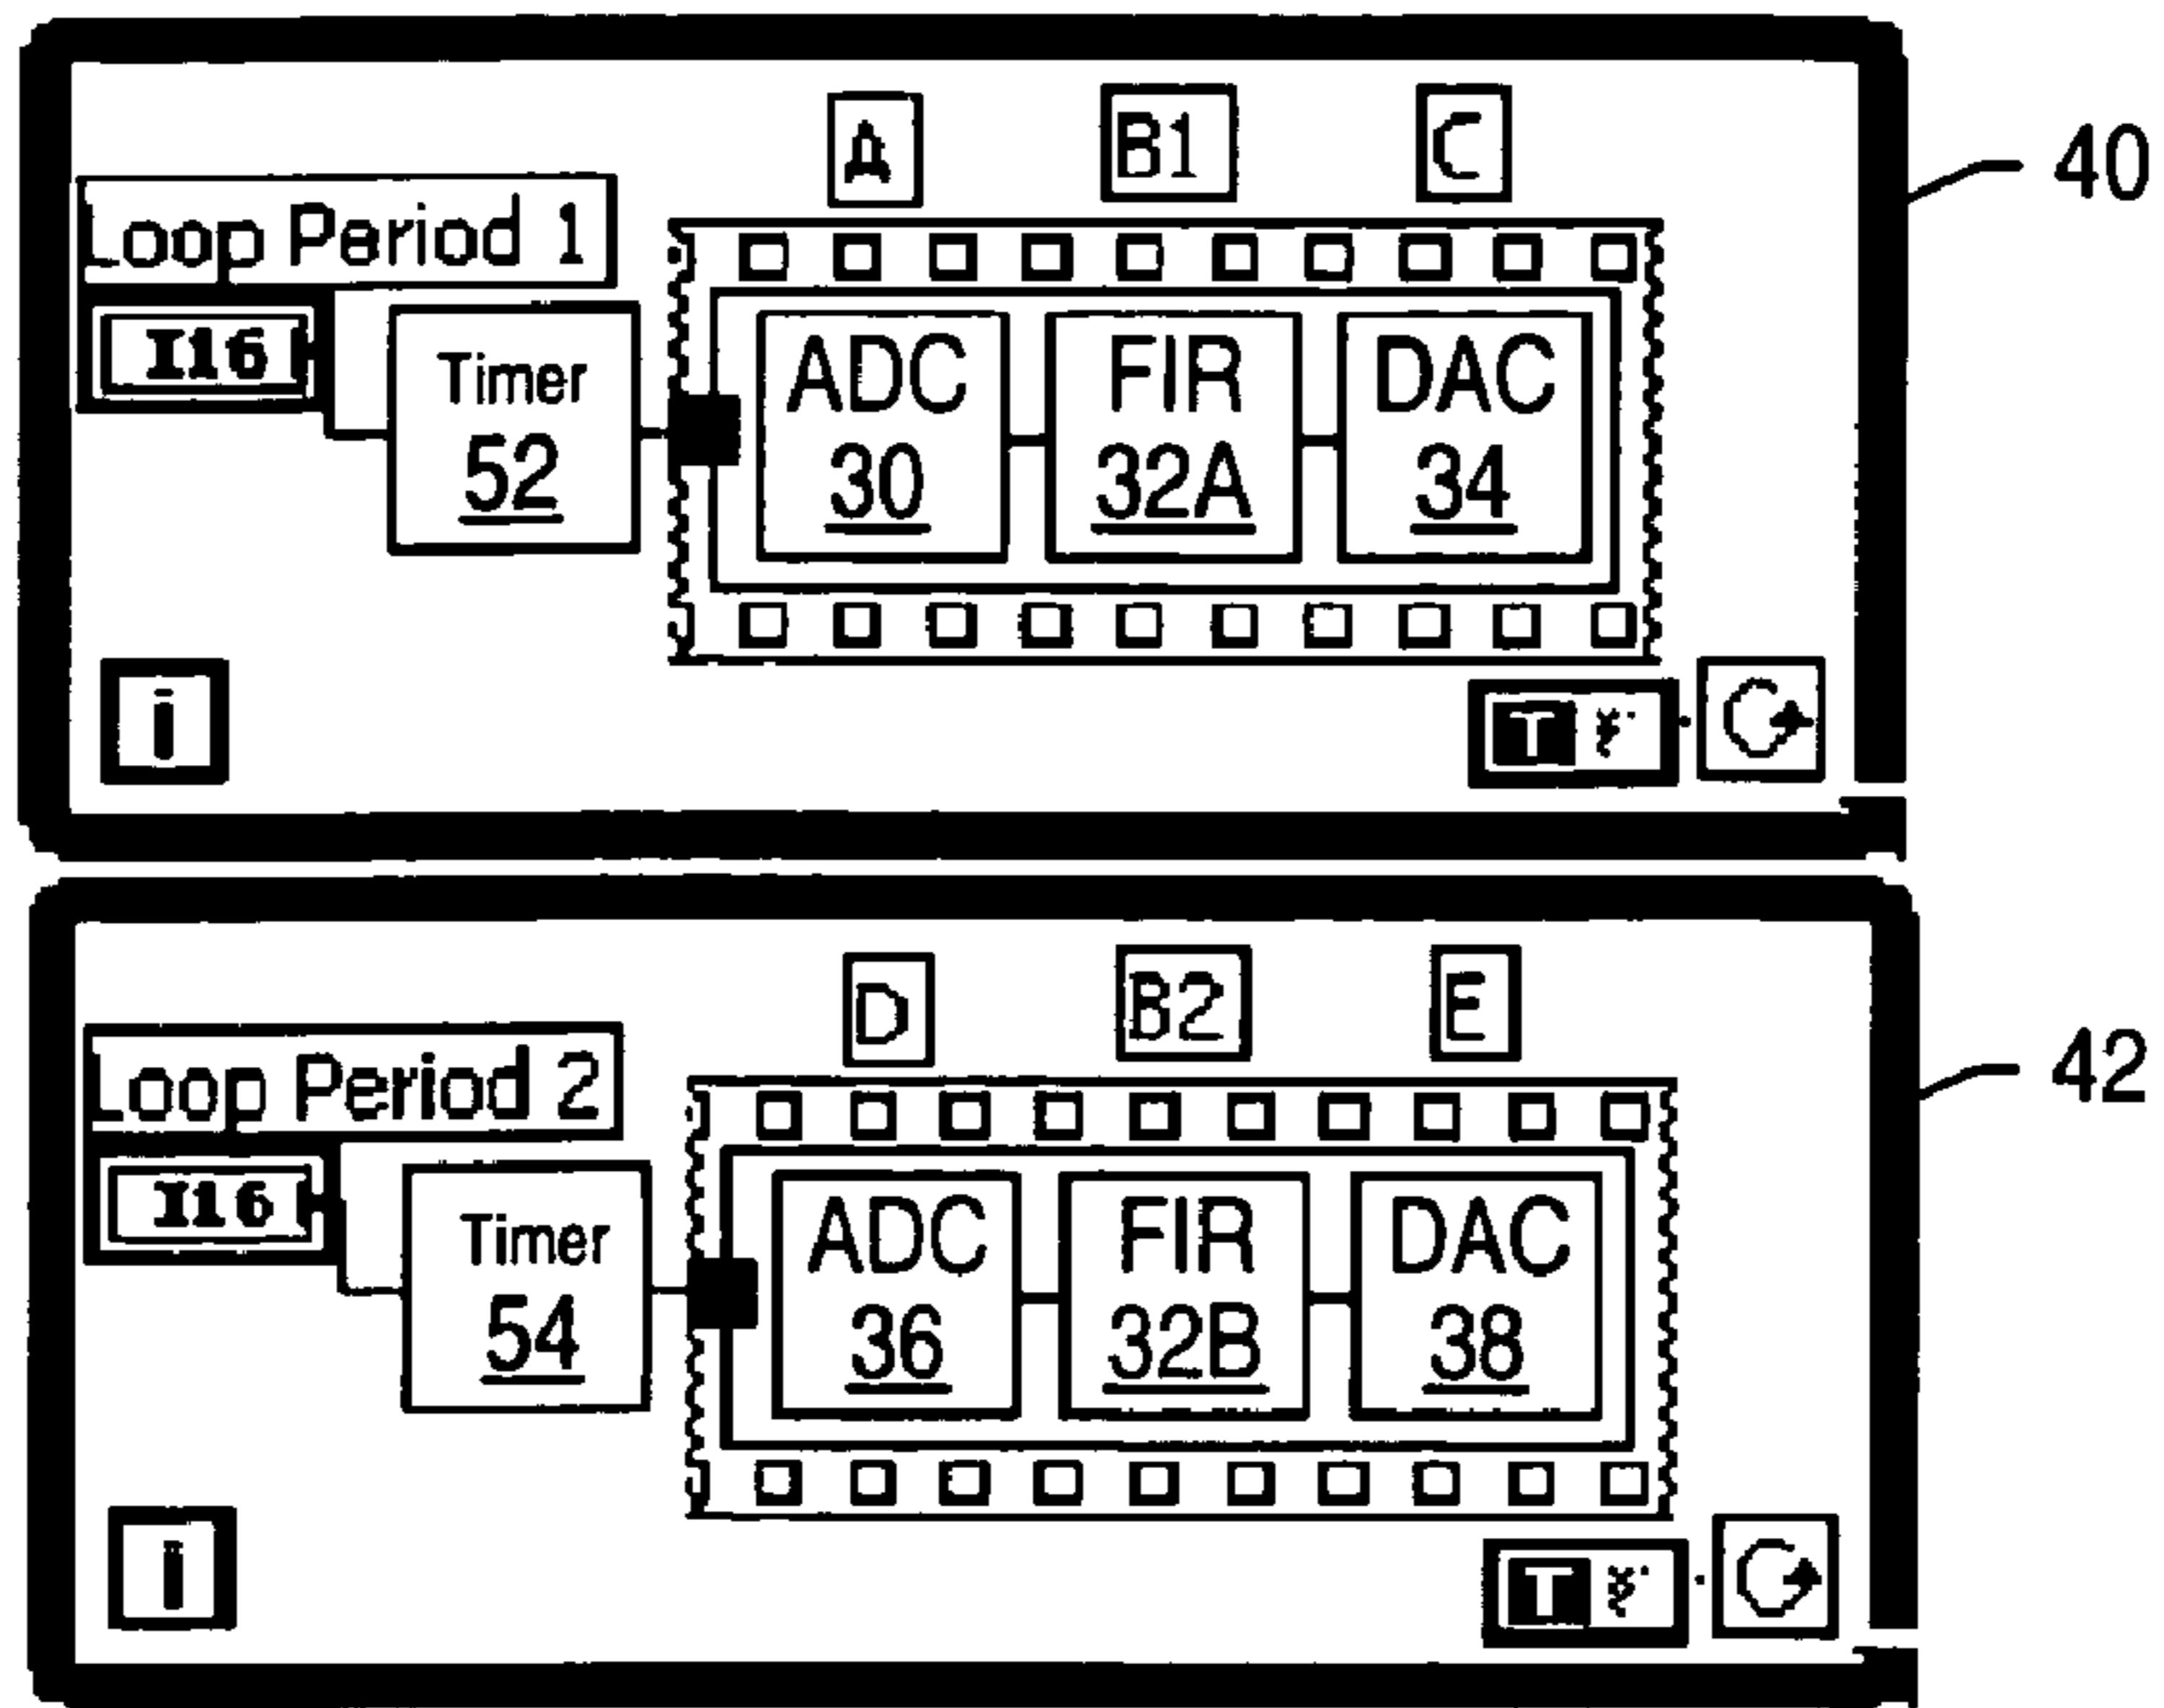 A B1 C
40
Loop Period 1
I16
Timer
52
ADC FIR DAC
30 32A 34
i
T
D B2 E
42
Loop Period 2
I16
Timer
54
ADC FIR DAC
36 32B 38
i
T